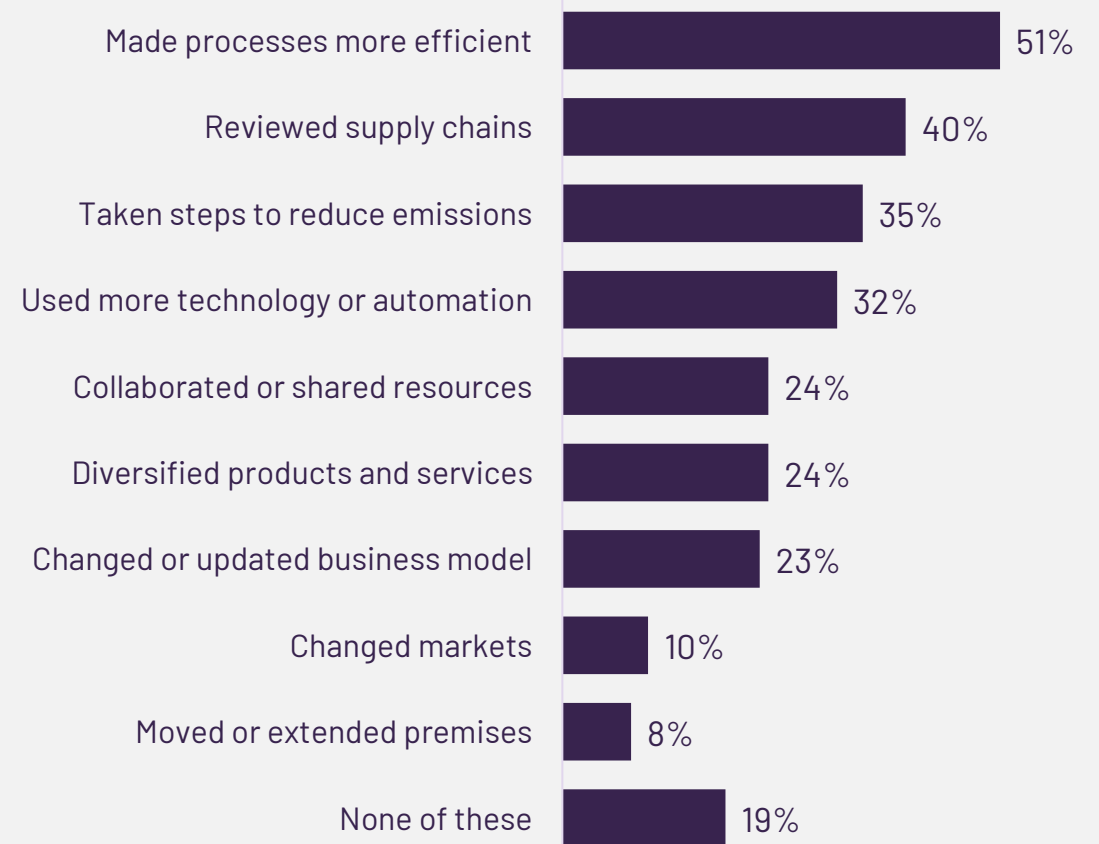 Made processes more efficient 51%
Reviewed supply chains 40%
Taken steps to reduce emissions 35%
Used more technology or automation 32%
Collaborated or shared resources 24%
Diversified products and services 24%
Changed or updated business model 23%
Changed markets 10%
Moved or extended premises 8%
None of these 19%